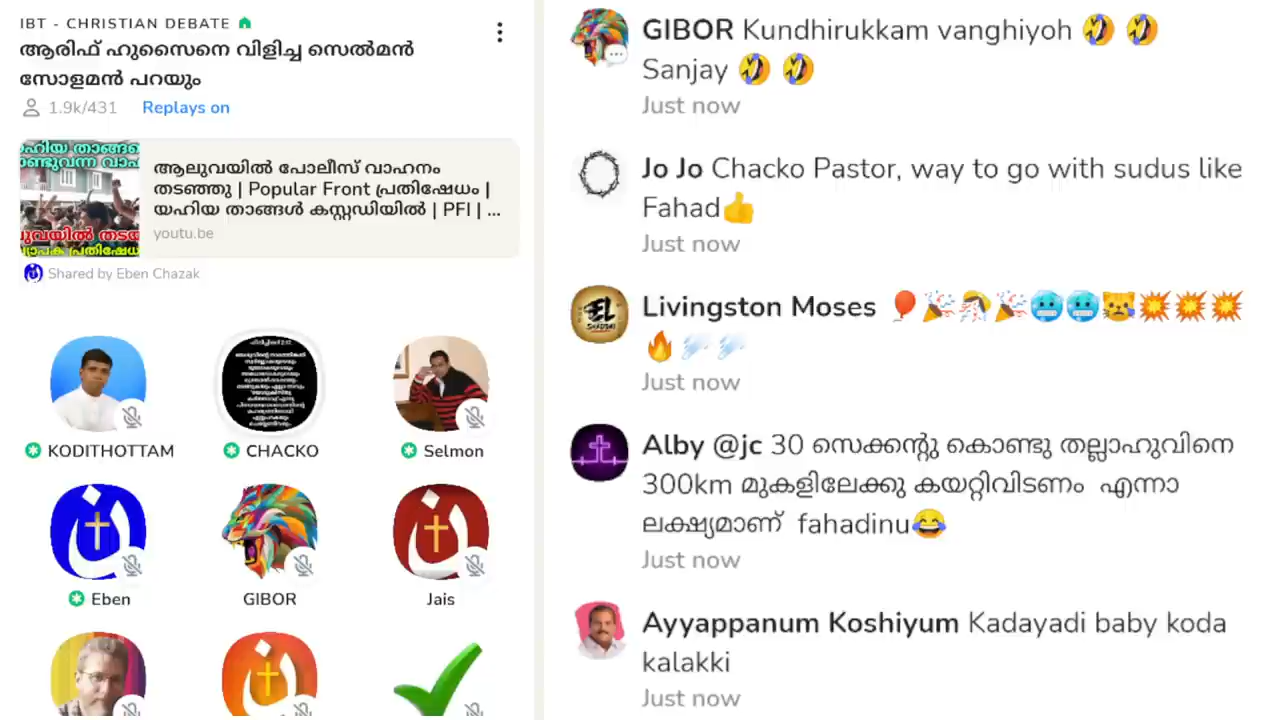 IBT - CHRISTIAN DEBATE
ആരിഫ് ഹുസൈനെ വിളിച്ച സെൽമൻ
സോളമൻ പറയും
1.9k/431 Replays on
ആലുവയിൽ പോലീസ് വാഹനം
തടഞ്ഞു | Popular Front പ്രതിഷേധം |
യഹിയ താങ്ങൾ കസ്റ്റഡിയിൽ | PFI | ...
youtu.be
Shared by Eben Chazak
KODITHOTTAM
CHACKO
Selmon
Eben
GIBOR
Jais
GIBOR Kundhirukkam vanghiyoh 🤣 🤣
Sanjay 🤣 🤣
Just now
Jo Jo Chacko Pastor, way to go with sudus like
Fahad👍
Just now
Livingston Moses 🎈🎉🎊🎉🥶🥶😿💥💥💥
🔥☄️ ☄️
Just now
Alby @jc 30 സെക്കന്റു കൊണ്ടു തല്ലാഹുവിനെ
300km മുകളിലേക്കു കയറ്റിവിടണം എന്നാ
ലക്ഷ്യമാണ് fahadinu😂
Just now
Ayyappanum Koshiyum Kadayadi baby koda
kalakki
Just now